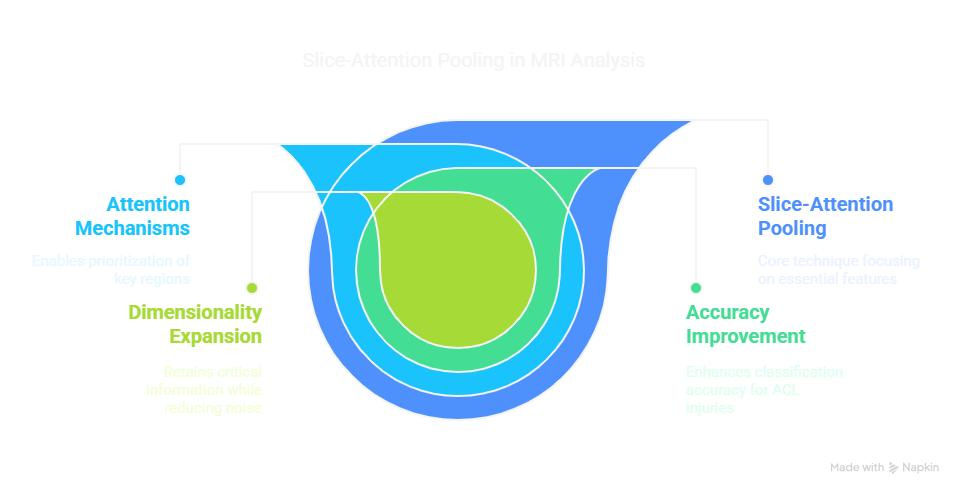 Slice-Attention Pooling in MRI Analysis
Attention
Mechanisms
Enables prioritization of
key regions
Dimensionality
Expansion
Retains critical
information while
reducing noise
Slice-Attention
Pooling
Core technique focusing
on essential features
Accuracy
Improvement
Enhances classification
accuracy for ACL
injuries
Made with Napkin